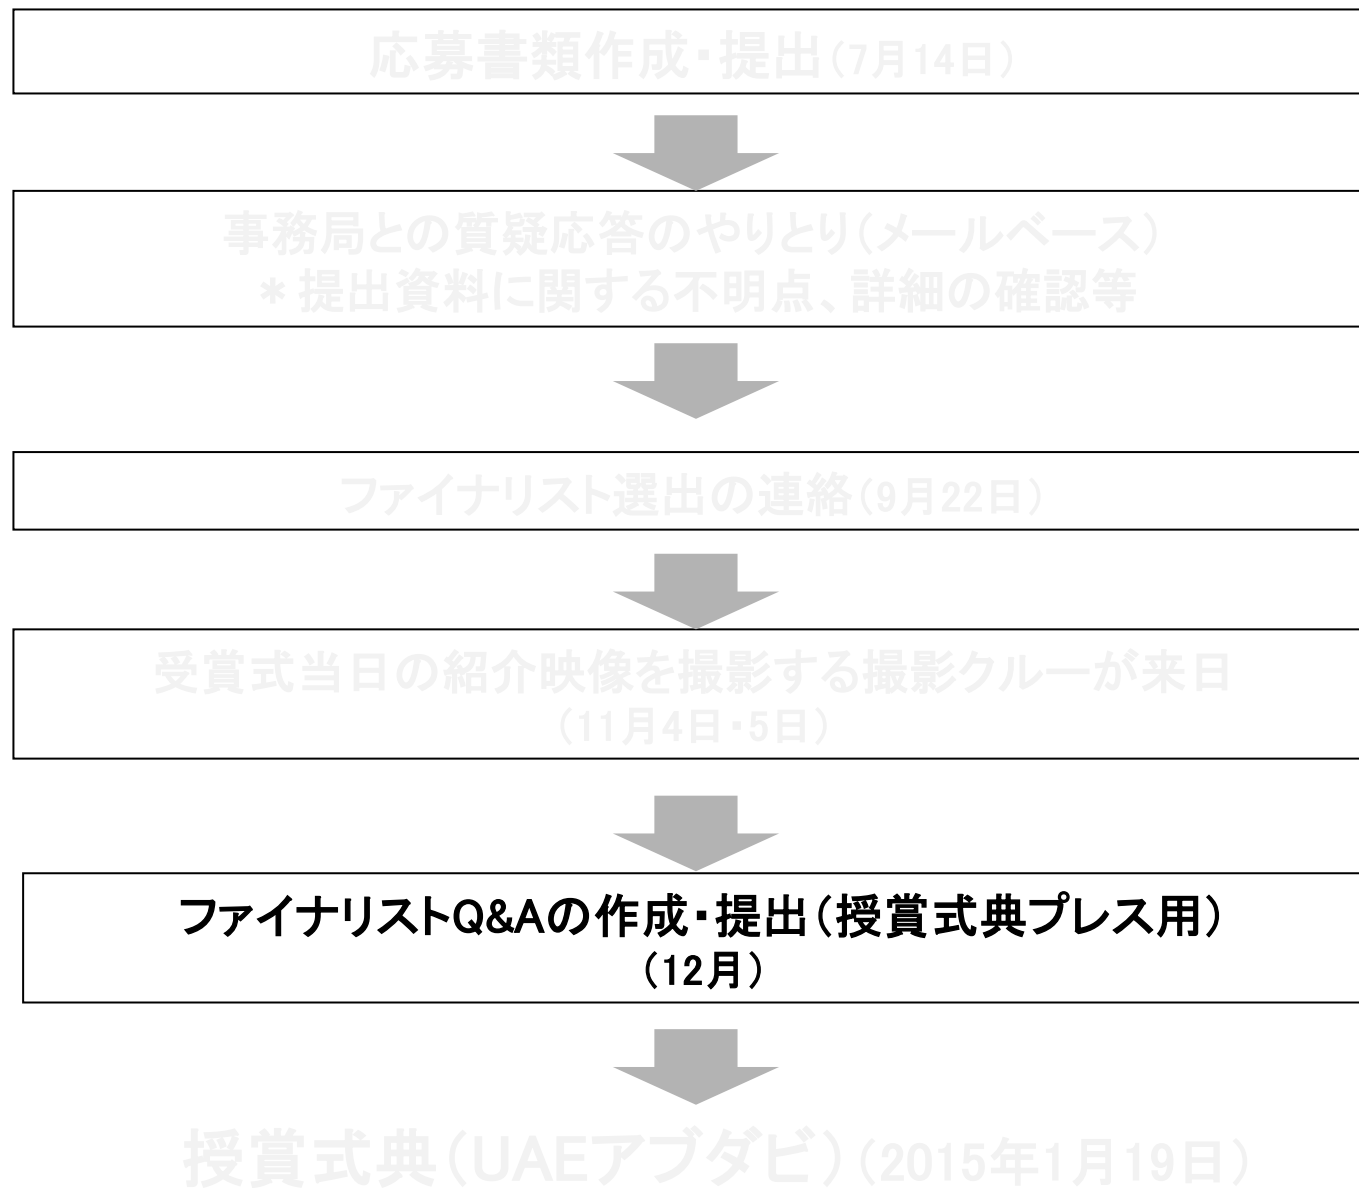 応募書類作成・提出（7月14日）
事務局との質疑応答のやりとり（メールベース）
＊提出資料に関する不明点、詳細の確認等
ファイナリスト選出の連絡（9月22日）
受賞式当日の紹介映像を撮影する撮影クルーが来日
（11月4日・5日）
ファイナリストQ&Aの作成・提出（授賞式典プレス用）
（12月）
授賞式典（UAEアブダビ）（2015年1月19日）